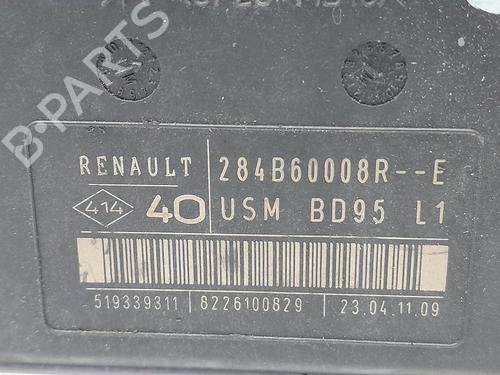 RENAULT 284B60008R--E
414 40 USM BD95 L1
519339311 8226100829 23.04.11.09
B-PARTS